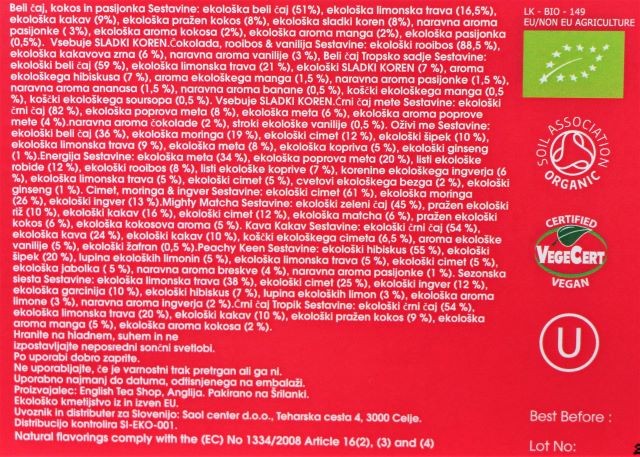 Beli čaj, kokos in pasijonka Sestavine: ekološka beli čaj (51%), ekološka limonska trava (16,5%),
ekološka kakav (9%), ekološka pražen kokos (8%), ekološka sladki koren (8%), naravna aroma
pasijonke ( 3%), ekološka aroma kokosa (2%), ekološka aroma manga (2%), ekološka pasijonka
(0,5%). Vsebuje SLADKI KOREN.Čokolada, rooibos & vanilija Sestavine: ekološki rooibos (88,5 %),
ekološka kakavova zrna (6 %), naravna aroma vanilije (3 %), Beli čaj Tropsko sadje Sestavine:
ekološki beli čaj (59 %), ekološka limonska trava (21 %), ekološki SLADKI KOREN (7 %), aroma
ekološkega hibiskusa (7 %), aroma ekološkega manga (1,5 %), naravna aroma pasijonke (1,5 %),
naravna aroma ananasa (1,5 %), naravna aroma banane (0,5 %), koščki ekološkega manga (0,5
%), koščki ekološkega soursopa (0,5 %). Vsebuje SLADKI KOREN.Črni čaj mete Sestavine: ekološki
črni čaj (82 %), ekološka poprova meta (8 %), ekološka meta (6 %), ekološka aroma poprove
mete (4 %).naravna aroma čokolade (2 %), stroki ekološke vanilije (0,5 %). Oživi me Sestavine:
ekološki beli čaj (36 %), ekološka moringa (19 %), ekološki cimet (12 %), ekološki šipek (10 %),
ekološka limonska trava (9 %), ekološka meta (8 %), ekološka kopriva (5 %), ekološki ginseng
(1 %).Energija Sestavine: ekološka meta (34 %), ekološka poprova meta (20 %), listi ekološke
robide (12 %), ekološki rooibos (8 %), listi ekološke koprive (7 %), korenine ekološkega ingverja (6
%), ekološka limonska trava (5 %), ekološki cimet (5 %), cvetovi ekološkega bezga (2 %), ekološki
ginseng (1 %). Cimet, moringa & ingver Sestavine: ekološki cimet (61 %), ekološka moringa
(26 %), ekološki ingver (13 %).Mighty Matcha Sestavine: ekološki zeleni čaj (45 %), pražen ekološki
riž (10 %), ekološki kakav (16 %), ekološki cimet (12 %), ekološka matcha (6 %), pražen ekološki
kokos (6 %), ekološka kokosova aroma (5 %). Kava Kakav Sestavine: ekološki črni čaj (54 %),
ekološka kava (24 %), ekološki kakav (10 %), koščki ekološkega cimeta (6,5 %), aroma ekološke
vanilije (5 %), ekološki žafran (0,5 %).Peachy Keen Sestavine: ekološki hibiskus (55 %), ekološki
šipek (20 %), lupina ekoloških limonin (5 %), ekološka limonska trava (5 %), ekološki cimet (5 %),
ekološka jabolka ( 5 %), naravna aroma breskve (4 %), naravna aroma pasijonke (1 %). Sezonska
siesta Sestavine: ekološka limonska trava (38 %), ekološki cimet (25 %), ekološki ingver (12 %),
ekološka garcinija (10 %), ekološki hibiskus (7 %), lupina ekoloških limon (3 %), ekološka aroma
limone (3 %), naravna aroma ingverja (2 %).Črni čaj Tropik Sestavine: ekološki črni čaj (54 %),
ekološka limonska trava (20 %), ekološki kakav (10 %), ekološki pražen kokos (9 %), ekološka
aroma manga (5 %), ekološka aroma kokosa (2 %).
Hranite na hladnem, suhem in ne
izpostavljajte neposredni sončni svetlobi.
Po uporabi dobro zaprite.
Ne uporabljajte, če je varnostni trak pretrgan ali ga ni.
Uporabno najmanj do datuma, odtisnjenega na embalaži.
Proizvajalec: English Tea Shop, Anglija. Pakirano na Šrilanki.
Ekološko kmetijstvo iz in izven EU.
Uvoznik in distributer za Slovenijo: Saol center d.o.o., Teharska cesta 4, 3000 Celje.
Distribucijo kontrolira SI-EKO-001.
Natural flavorings comply with the (EC) No 1334/2008 Article 16(2), (3) and (4)
LK - BIO - 149
EU/NON EU AGRICULTURE
SOIL ASSOCIATION
ORGANIC
CERTIFIED
VEGECERT
VEGAN
U
Best Before :
Lot No: